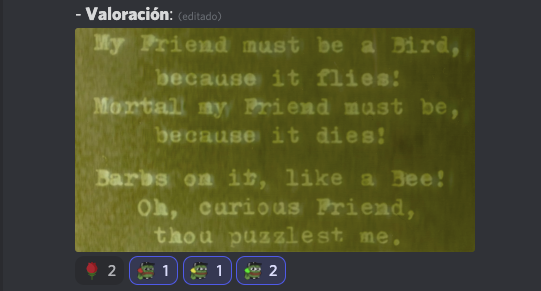 - Valoración: (editado)
My Friend must be a Bird,
because it flies!
Mortal my Friend must be,
because it dies!
Barbs on it, like a Bee!
Oh, curious Friend,
thou puzzlest me.
2 1 1 2